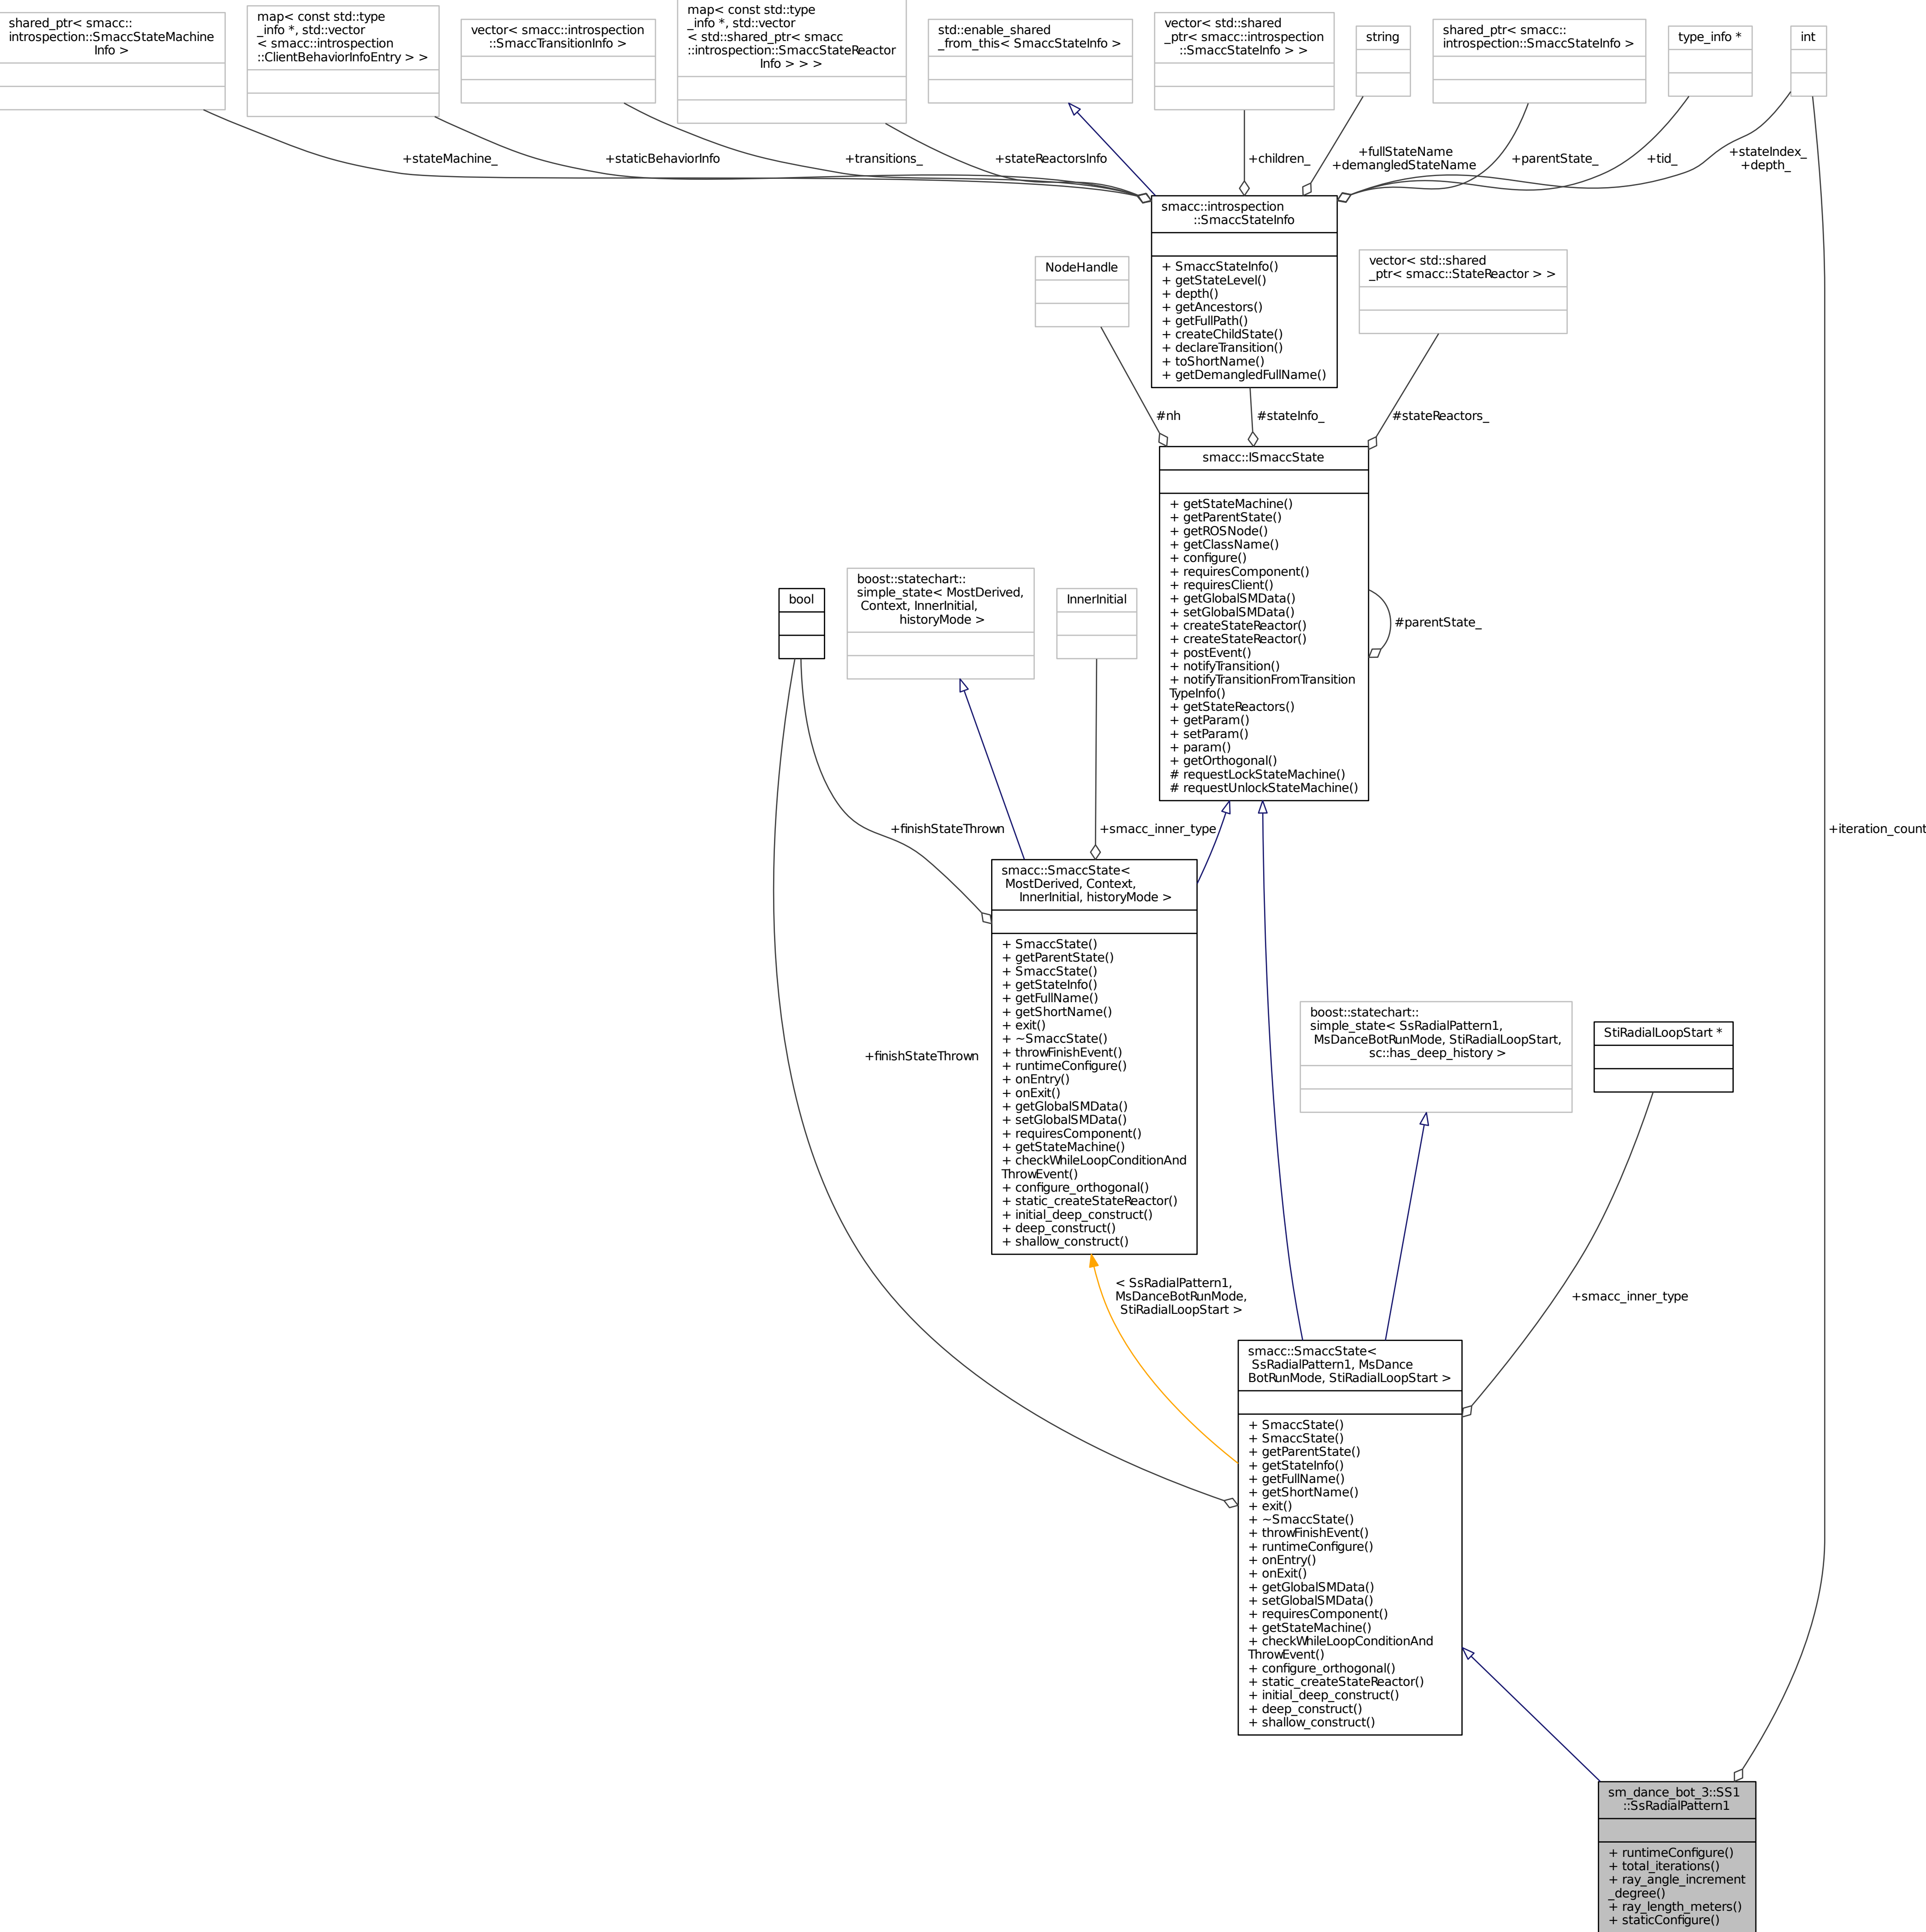 shared_ptr< smacc::
introspection::SmaccStateMachine
Info >
map< const std::type
_info *, std::vector
< smacc::introspection
::ClientBehaviorInfoEntry > >
vector< smacc::introspection
::SmaccTransitionInfo >
map< const std::type
_info *, std::vector
< std::shared_ptr< smacc
::introspection::SmaccStateReactor
Info > > >
std::enable_shared
_from_this< SmaccStateInfo >
vector< std::shared
_ptr< smacc::introspection
::SmaccStateInfo > >
string
shared_ptr< smacc::
introspection::SmaccStateInfo >
type_info *
int
+stateMachine_
+staticBehaviorInfo
+transitions_
+stateReactorsInfo
+children_
+fullStateName
+demangledStateName
+parentState_
+tid_
+stateIndex_
+depth_
smacc::introspection
::SmaccStateInfo
+ SmaccStateInfo()
+ getStateLevel()
+ depth()
+ getAncestors()
+ getFullPath()
+ createChildState()
+ declareTransition()
+ toShortName()
+ getDemangledFullName()
NodeHandle
vector< std::shared
_ptr< smacc::StateReactor > >
#nh
#stateInfo_
#stateReactors_
smacc::ISmaccState
+ getStateMachine()
+ getParentState()
+ getROSNode()
+ getClassName()
+ configure()
+ requiresComponent()
+ requiresClient()
+ getGlobalSMData()
+ setGlobalSMData()
+ createStateReactor()
+ createStateReactor()
+ postEvent()
+ notifyTransition()
+ notifyTransitionFromTransition
TypeInfo()
+ getStateReactors()
+ getParam()
+ setParam()
+ param()
+ getOrthogonal()
# requestLockStateMachine()
# requestUnlockStateMachine()
#parentState_
bool
boost::statechart::
simple_state< MostDerived,
Context, InnerInitial,
historyMode >
InnerInitial
+finishStateThrown
+smacc_inner_type
+iteration_count
smacc::SmaccState<
MostDerived, Context,
InnerInitial, historyMode >
+ SmaccState()
+ getParentState()
+ SmaccState()
+ getStateInfo()
+ getFullName()
+ getShortName()
+ exit()
+ ~SmaccState()
+ throwFinishEvent()
+ runtimeConfigure()
+ onEntry()
+ onExit()
+ getGlobalSMData()
+ setGlobalSMData()
+ requiresComponent()
+ getStateMachine()
+ checkWhileLoopConditionAnd
ThrowEvent()
+ configure_orthogonal()
+ static_createStateReactor()
+ initial_deep_construct()
+ deep_construct()
+ shallow_construct()
+finishStateThrown
boost::statechart::
simple_state< SsRadialPattern1,
MsDanceBotRunMode, StiRadialLoopStart,
sc::has_deep_history >
StiRadialLoopStart *
< SsRadialPattern1,
MsDanceBotRunMode,
StiRadialLoopStart >
+smacc_inner_type
smacc::SmaccState<
SsRadialPattern1, MsDance
BotRunMode, StiRadialLoopStart >
+ SmaccState()
+ SmaccState()
+ getParentState()
+ getStateInfo()
+ getFullName()
+ getShortName()
+ exit()
+ ~SmaccState()
+ throwFinishEvent()
+ runtimeConfigure()
+ onEntry()
+ onExit()
+ getGlobalSMData()
+ setGlobalSMData()
+ requiresComponent()
+ getStateMachine()
+ checkWhileLoopConditionAnd
ThrowEvent()
+ configure_orthogonal()
+ static_createStateReactor()
+ initial_deep_construct()
+ deep_construct()
+ shallow_construct()
sm_dance_bot_3::SS1
::SsRadialPattern1
+ runtimeConfigure()
+ total_iterations()
+ ray_angle_increment
_degree()
+ ray_length_meters()
+ staticConfigure()